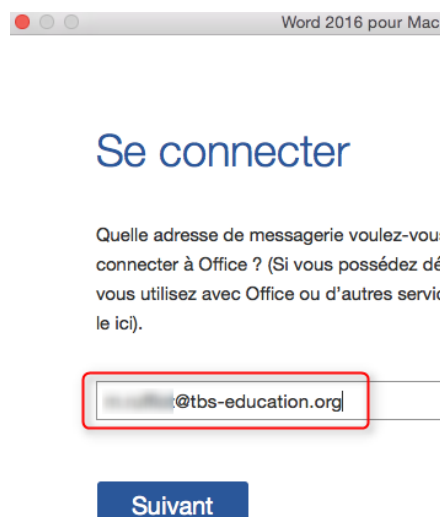 Word 2016 pour Mac
Se connecter
Quelle adresse de messagerie voulez-vous
connecter à Office ? (Si vous possédez dé
vous utilisez avec Office ou d'autres servic
le ici).
@tbs-education.org
Suivant